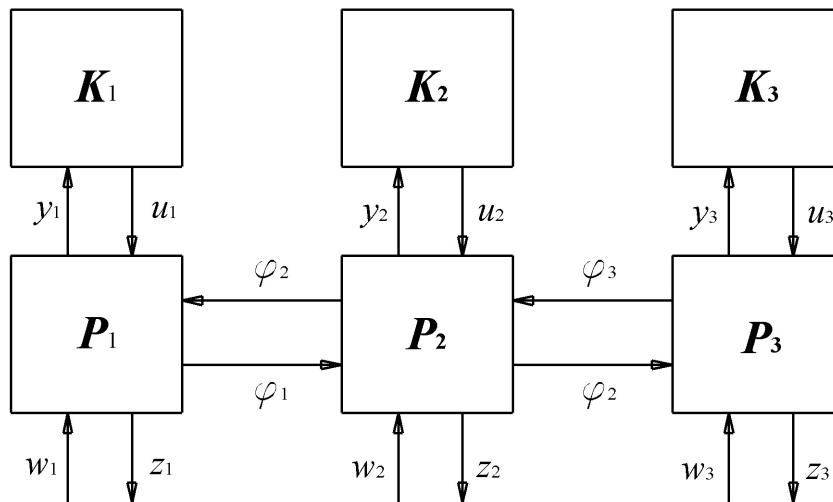 K1 K2 K3
y1 u1 y2 u2 y3 u3
φ2 φ3
P1 P2 P3
φ1 φ2
w1 z1 w2 z2 w3 z3